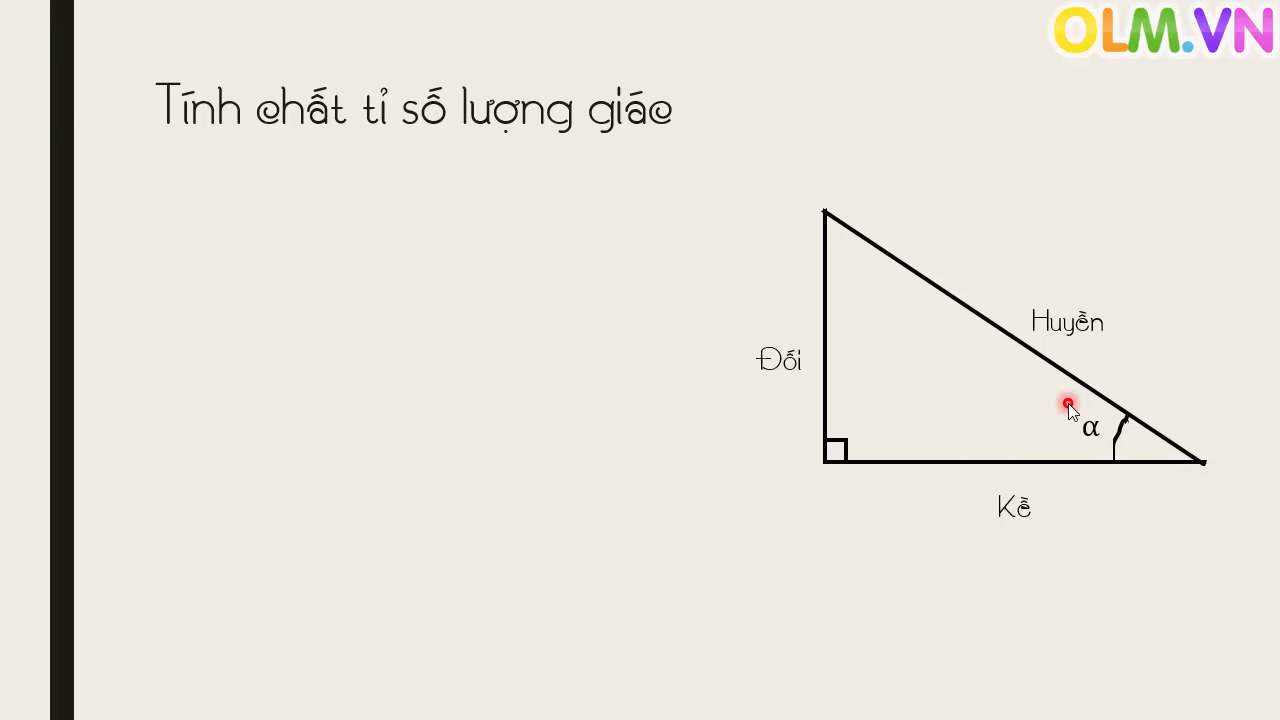 OLM.VN
Tính chất tỉ số lượng giác
Huyền
Đối
α
Kề